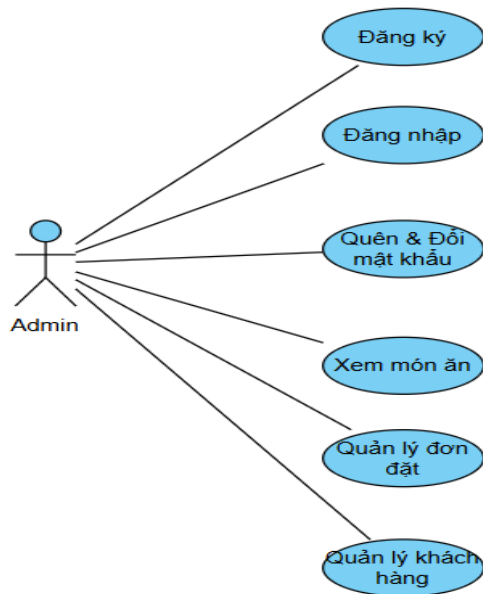 Đăng ký
Đăng nhập
Quên & Đổi
mật khẩu
Admin
Xem món ăn
Quản lý đơn
đặt
Quản lý khách
hàng